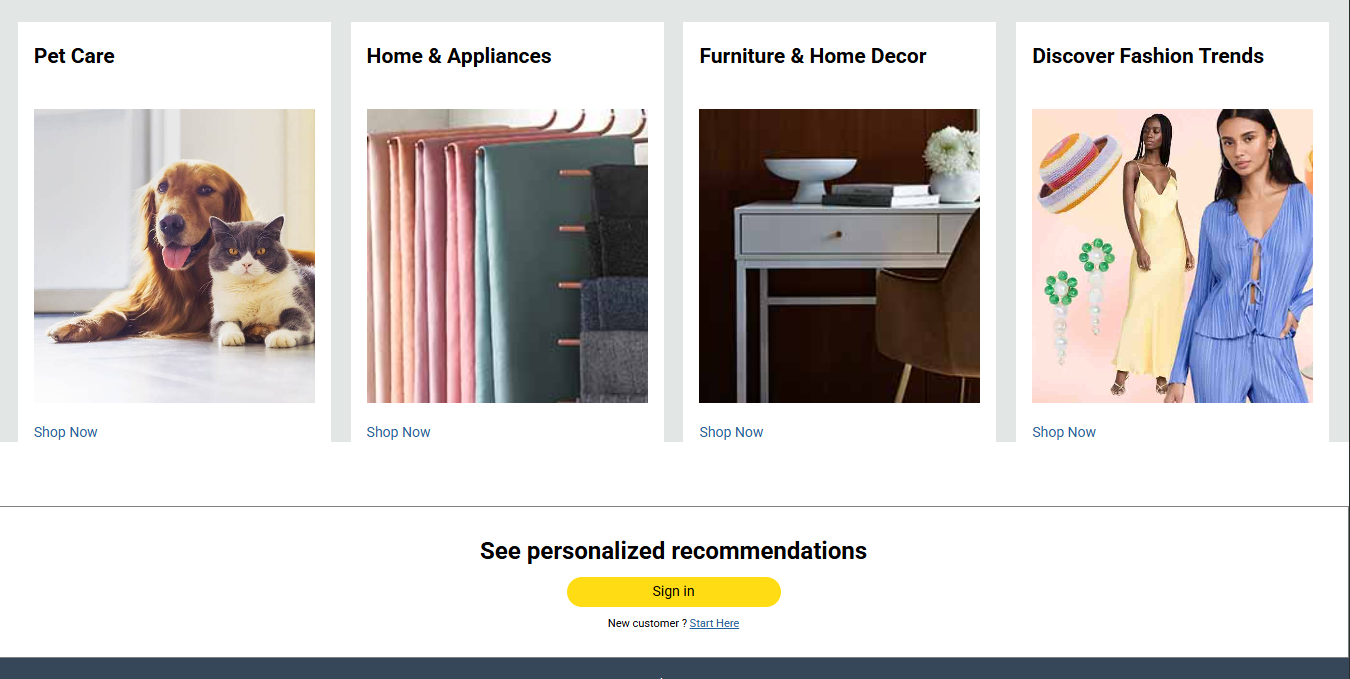 Pet Care
Home & Appliances
Furniture & Home Decor
Discover Fashion Trends
Shop Now
Shop Now
Shop Now
Shop Now
See personalized recommendations
Sign in
New customer ? Start Here